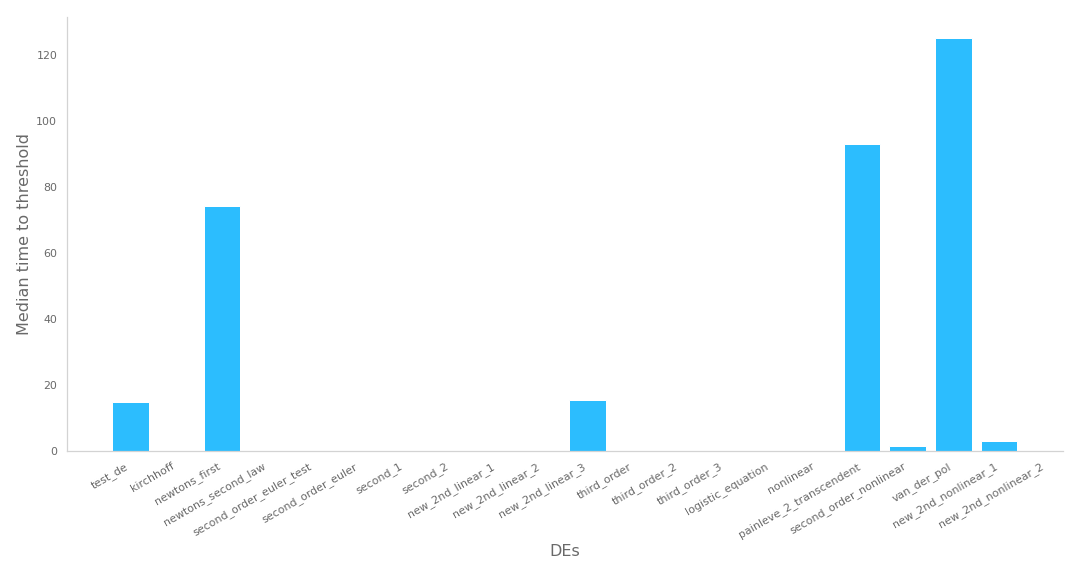 Median time to threshold
120
100
80
60
40
20
0
test_de
kirchhoff
newtons_first
newtons_second_law
second_order_euler_test
second_order_euler
second_1
second_2
new_2nd_linear_1
new_2nd_linear_2
new_2nd_linear_3
third_order
third_order_2
third_order_3
logistic_equation
nonlinear
painleve_2_transcendent
second_order_nonlinear
van_der_pol
new_2nd_nonlinear_1
new_2nd_nonlinear_2
DEs